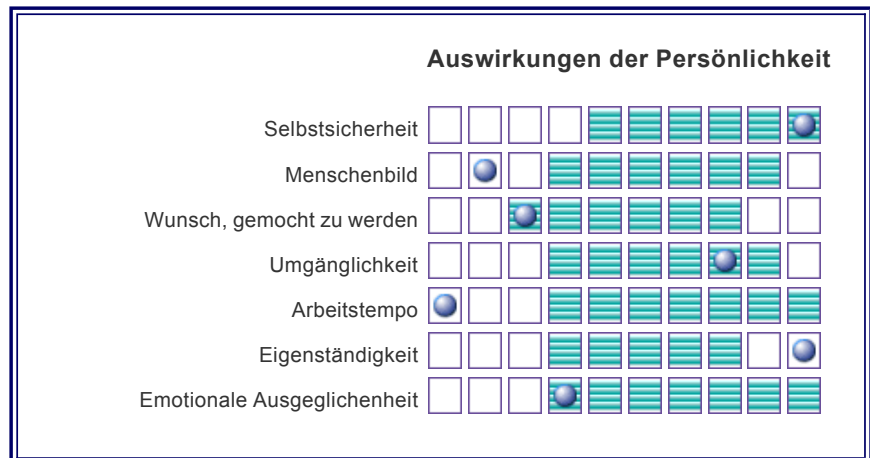 Auswirkungen der Persönlichkeit
Selbstsicherheit
Menschenbild
Wunsch, gemocht zu werden
Umgänglichkeit
Arbeitstempo
Eigenständigkeit
Emotionale Ausgeglichenheit